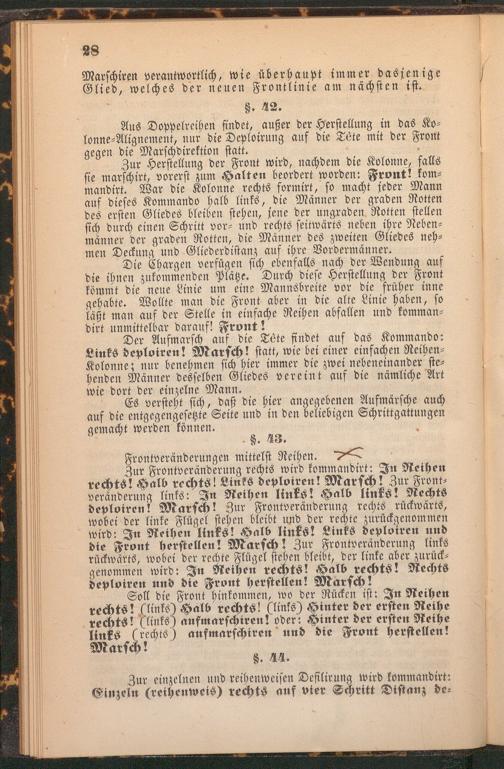 28
Marschiren verantwortlich, wie überhaupt immer dasjenige
Glied, welches der neuen Frontlinie am nächsten ist.
§. 42.
Aus Doppelreihen findet, außer der Herstellung in das Ko-
lonne-Alignement, nur die Deploirung auf die Tête mit der Front
gegen die Marschdirektion statt.
Zur Herstellung der Front wird, nachdem die Kolonne, falls
sie marschirt, vorerst zum Halten beordert worden: Front! kom-
mandirt. War die Kolonne rechts formirt, so macht jeder Mann
auf dieses Kommando halb links, die Männer der graden Rotten
des ersten Gliedes bleiben stehen, jene der ungraden Rotten stellen
sich durch einen Schritt vor- und rechts seitwärts neben ihre Neben-
männer der graden Rotten, die Männer des zweiten Gliedes neh-
men Deckung und Gliederdistanz auf ihre Vordermänner.
Die Chargen verfügen sich ebenfalls nach der Wendung auf
die ihnen zukommenden Plätze. Durch diese Herstellung der Front
kömmt die neue Linie um eine Mannsbreite vor die früher inne
gehabte. Wollte man die Front aber in die alte Linie haben, so
läßt man auf der Stelle in einfache Reihen abfallen und komman-
dirt unmittelbar darauf! Front!
Der Aufmarsch auf die Tête findet auf das Kommando:
Links deploiren! Marsch! statt, wie bei einer einfachen Reihen-
Kolonne; nur benehmen sich hier immer die zwei nebeneinander ste-
henden Männer desselben Gliedes vereint auf die nämliche Art
wie dort der einzelne Mann.
Es versteht sich, daß die hier angegebenen Aufmärsche auch
auf die entgegengesetzte Seite und in den beliebigen Schrittgattungen
gemacht werden können.
§. 43.
Frontveränderungen mittelst Reihen.
Zur Frontveränderung rechts wird kommandirt: In Reihen
rechts! Halb rechts! Links deploiren! Marsch! Zur Front-
veränderung links: In Reihen links! Halb links! Rechts
deploiren! Marsch! Zur Frontveränderung rechts rückwärts,
wobei der linke Flügel stehen bleibt und der rechte zurückgenommen
wird: In Reihen links! Halb links! Links deploiren und
die Front herstellen! Marsch! Zur Frontveränderung links
rückwärts, wobei der rechte Flügel stehen bleibt, der linke aber zurück-
genommen wird: In Reihen rechts! Halb rechts! Rechts
deploiren und die Front herstellen! Marsch!
Soll die Front hinkommen, wo der Rücken ist: In Reihen
rechts! (links) Halb rechts! (links) Hinter der ersten Reihe
rechts! (links) aufmarschiren! oder: Hinter der ersten Reihe
links (rechts) aufmarschiren und die Front herstellen!
Marsch!
§. 44.
Zur einzelnen und reihenweisen Defilirung wird kommandirt:
Einzeln (reihenweis) rechts auf vier Schritt Distanz de-